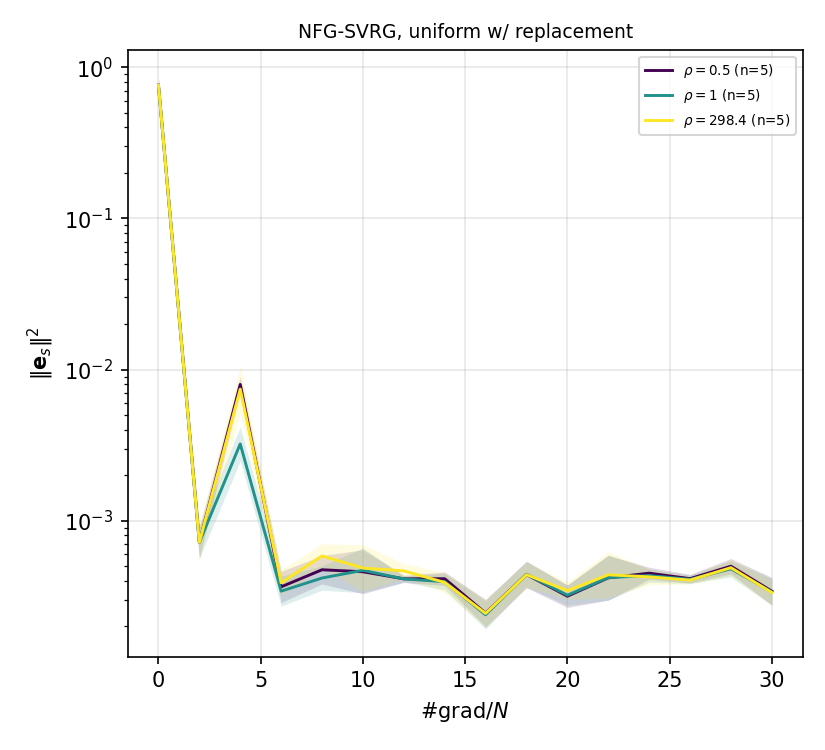 NFG-SVRG, uniform w/ replacement
10⁰
10⁻¹
10⁻²
10⁻³
‖𝐞ₛ‖²
ρ = 0.5 (n=5)
ρ = 1 (n=5)
ρ = 298.4 (n=5)
0 5 10 15 20 25 30
#grad/N